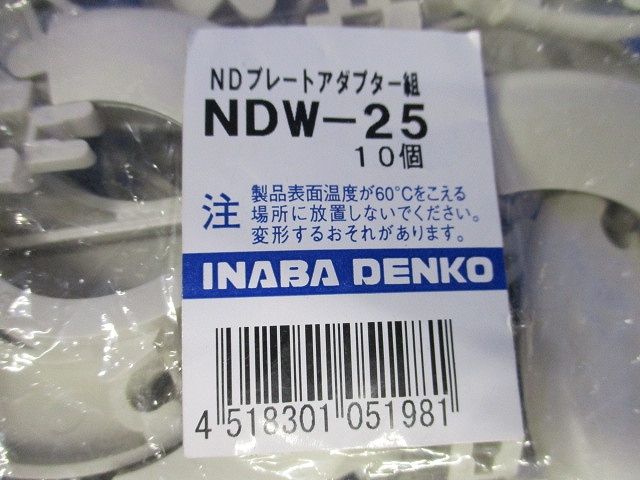 NDプレートアダプター組
NDW-25
10個
注
製品表面温度が60℃をこえる
場所に放置しないでください。
変形するおそれがあります。
INABA DENKO
4 518301 051981